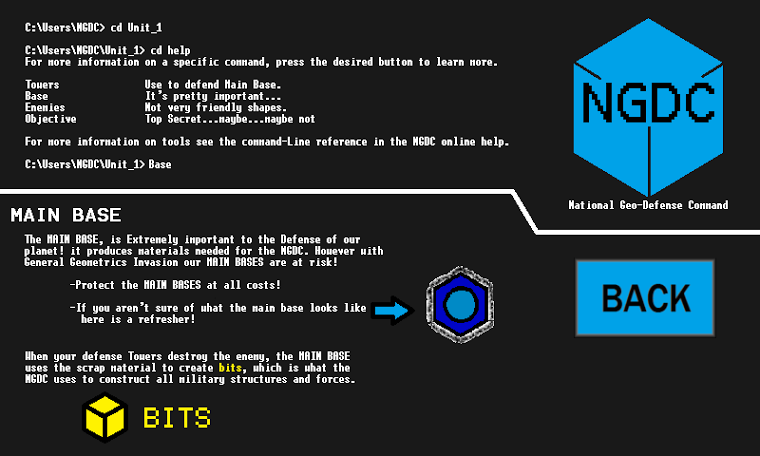 C:\Users\NGDC> cd Unit_1
C:\Users\NGDC\Unit_1> cd help
For more information on a specific command, press the desired button to learn more.
Towers Use to defend Main Base.
Base It's pretty important...
Enemies Not very friendly shapes.
Objective Top Secret...maybe...maybe not
For more information on tools see the command-Line reference in the NGDC online help.
C:\Users\NGDC\Unit_1> Base
NGDC
National Geo-Defense Command
MAIN BASE
The MAIN BASE, is Extremely important to the Defense of our
planet! it produces materials needed for the NGDC. However with
General Geometrics Invasion our MAIN BASES are at risk!
-Protect the MAIN BASES at all costs!
-If you aren't sure of what the main base looks like
here is a refresher!
BACK
When your defense Towers destroy the enemy, the MAIN BASE
uses the scrap material to create bits, which is what the
NGDC uses to construct all military structures and forces.
BITS